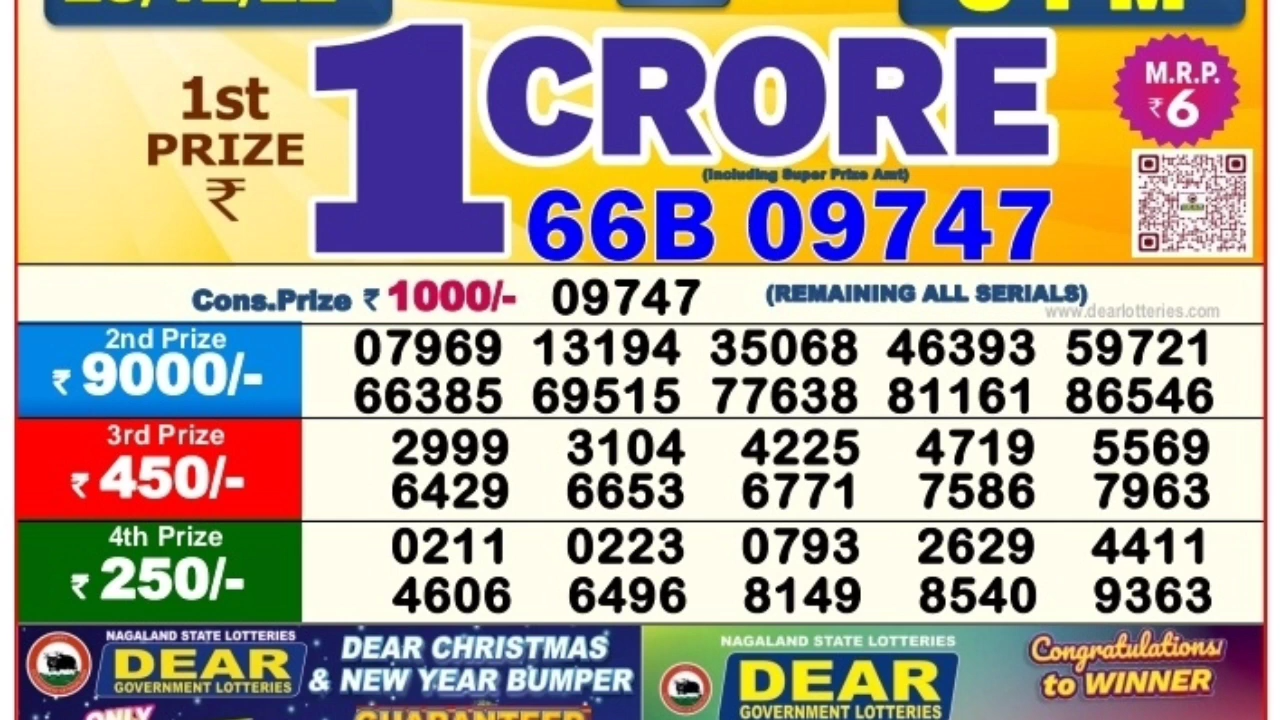 1st
PRIZE
₹
1 CRORE
(Including Super Prize Amt)
66B 09747
M.R.P.
₹6
DEAR
Cons.Prize ₹ 1000/- 09747 (REMAINING ALL SERIALS)
www.dearlotteries.com
2nd Prize
₹ 9000/-
07969 13194 35068 46393 59721
66385 69515 77638 81161 86546
3rd Prize
₹ 450/-
2999 3104 4225 4719 5569
6429 6653 6771 7586 7963
4th Prize
₹ 250/-
0211 0223 0793 2629 4411
4606 6496 8149 8540 9363
NAGALAND STATE LOTTERIES
DEAR
GOVERNMENT LOTTERIES
DEAR CHRISTMAS
& NEW YEAR BUMPER
ONLY
GUARANTEED
NAGALAND STATE LOTTERIES
DEAR
GOVERNMENT LOTTERIES
Congratulations
to WINNER